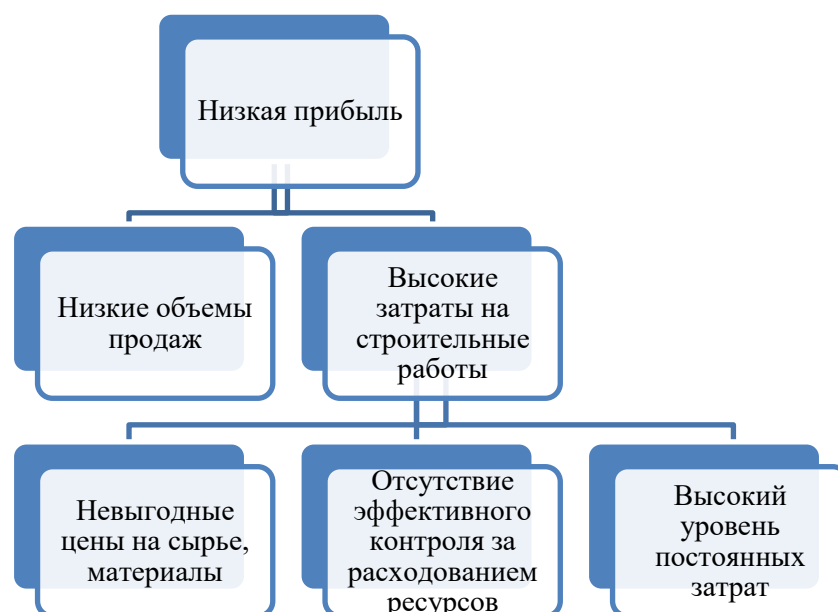 Низкая прибыль
Низкие объемы
продаж
Высокие
затраты на
строительные
работы
Невыгодные
цены на сырье,
материалы
Отсутствие
эффективного
контроля за
расходованием
ресурсов
Высокий
уровень
постоянных
затрат